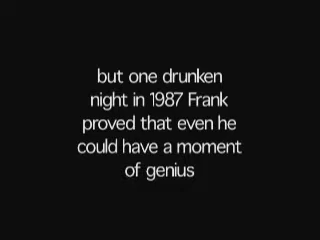 but one drunken
night in 1987 Frank
proved that even he
could have a moment
of genius